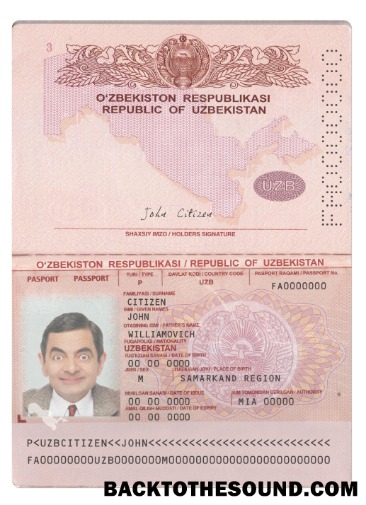 3
O'ZBEKISTON RESPUBLIKASI
REPUBLIC OF UZBEKISTAN
FA0000000
UZB
John Citizen
SHAXSIY IMZO / HOLDERS SIGNATURE
O'ZBEKISTON RESPUBLIKASI / REPUBLIC OF UZBEKISTAN
PASPORT PASSPORT
TURI / TYPE DAVLAT KODI / COUNTRY CODE PASPORT RAQAMI / PASSPORT No.
P UZB FA0000000
FAMILIYASI / SURNAME
CITIZEN
ISMI / GIVEN NAMES
JOHN
OTASINING ISMI / FATHER'S NAME
WILLIAMOVICH
FUQAROLIGI / NATIONALITY
UZBEKISTAN
TUG'ILGAN SANASI / DATE OF BIRTH
00 00 0000
JINSI / SEX TUG'ILGAN JOYI / PLACE OF BIRTH
M SAMARKAND REGION
BERILGAN SANASI / DATE OF ISSUE KIM TOMONIDAN BERILGAN / AUTHORITY
00 00 0000 MIA 00000
AMAL QILISH MUDDATI / DATE OF EXPIRY
00 00 0000
P<UZBCITIZEN<<JOHN<<<<<<<<<<<<<<<<<<<<<<<<<<
FA00000000UZB0000000M00000000000000000000000
BACKTOTHESOUND.COM